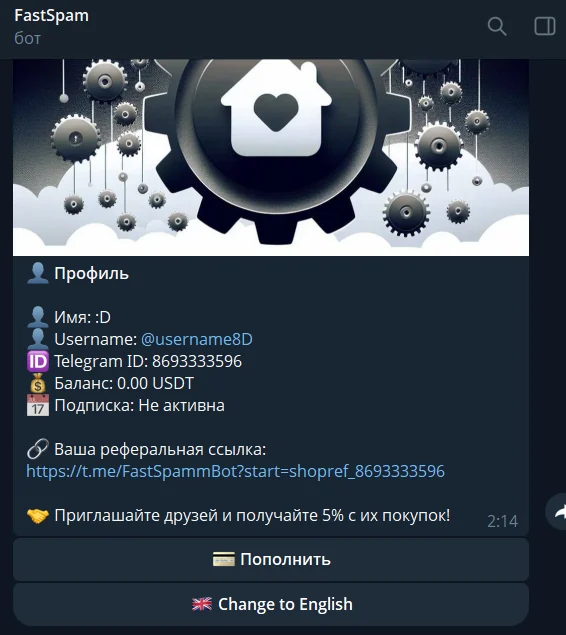 FastSpam
бот
👤 Профиль
👤 Имя: :D
👤 Username: @username8D
🆔 Telegram ID: 8693333596
💰 Баланс: 0.00 USDT
📅 Подписка: Не активна
🔗 Ваша реферальная ссылка:
https://t.me/FastSpammBot?start=shopref_8693333596
🤝 Приглашайте друзей и получайте 5% с их покупок!
2:14
💳 Пополнить
🇬🇧 Change to English